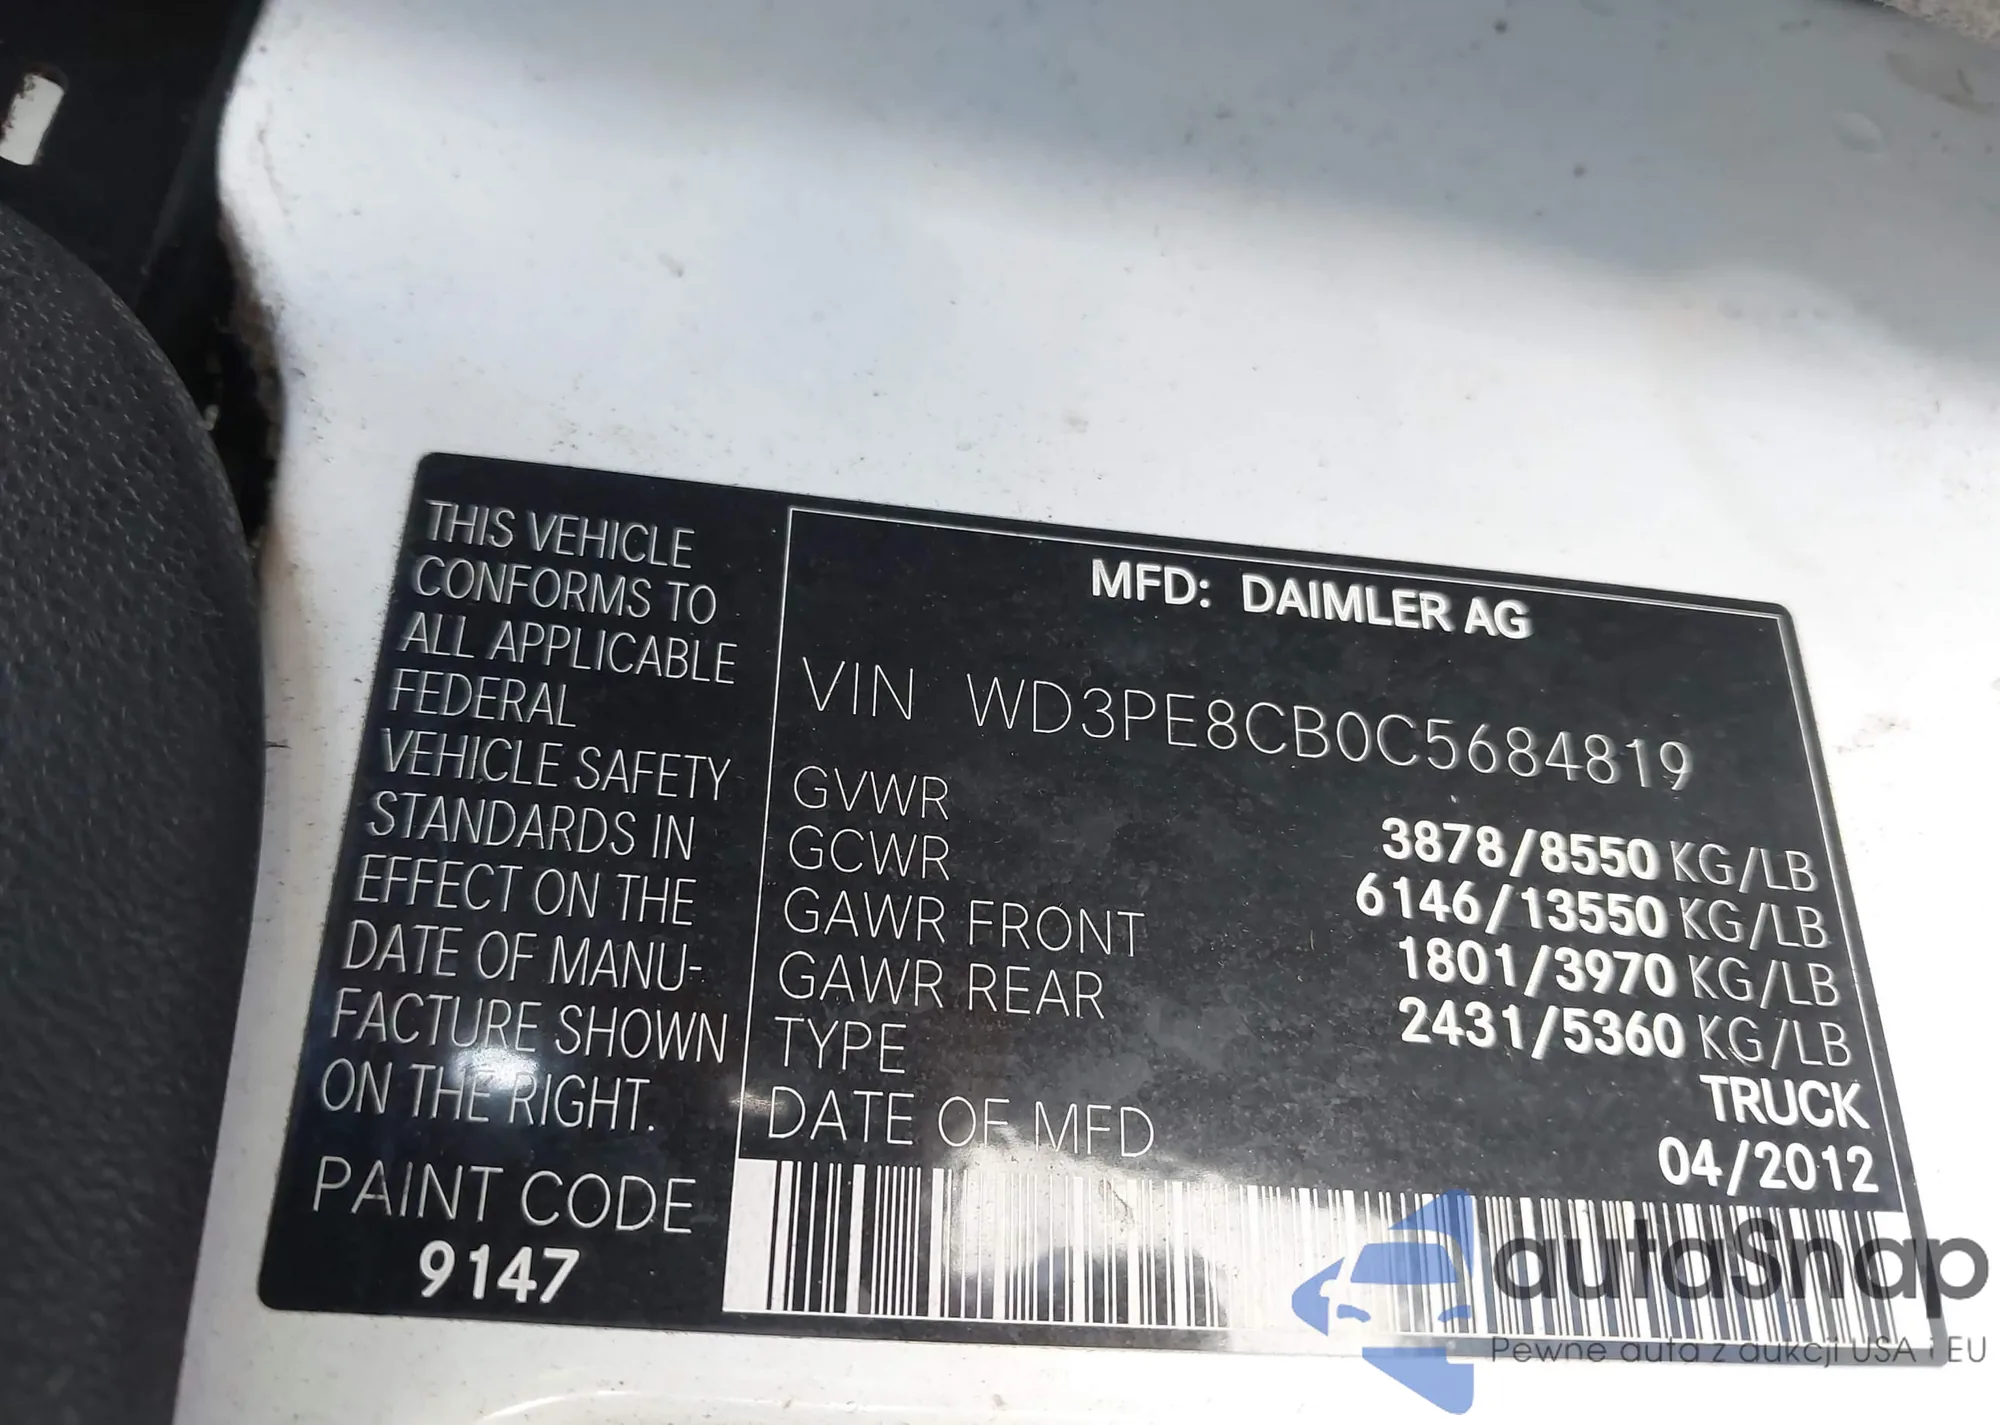 THIS VEHICLE
CONFORMS TO
ALL APPLICABLE
FEDERAL
VEHICLE SAFETY
STANDARDS IN
EFFECT ON THE
DATE OF MANU-
FACTURE SHOWN
ON THE RIGHT.
PAINT CODE
9147
MFD: DAIMLER AG
VIN WD3PE8CB0C5684819
GVWR 3878/8550 KG/LB
GCWR 6146/13550 KG/LB
GAWR FRONT 1801/3970 KG/LB
GAWR REAR 2431/5360 KG/LB
TYPE TRUCK
DATE OF MFD 04/2012
autaSnap
Pewne auta z aukcji USA i EU